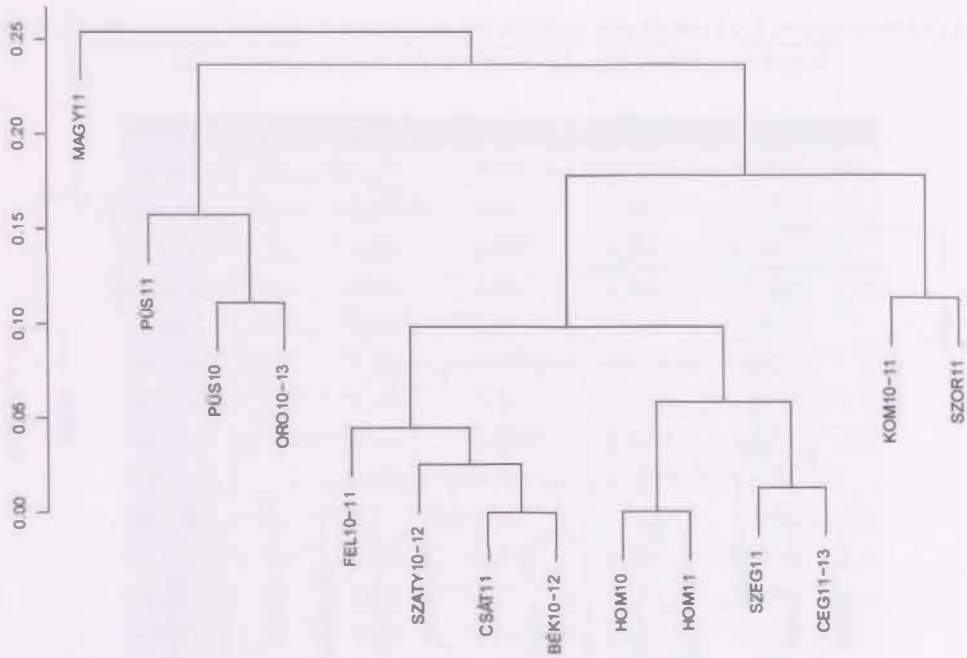 0.25
0.20
0.15
0.10
0.05
0.00
MAGY11
PÜS11
PÜS10
ORO10-13
FEL10-11
SZATY10-12
CSÁT11
BÉK10-12
HOM10
HOM11
SZEG11
CEG11-13
KOM10-11
SZOR11